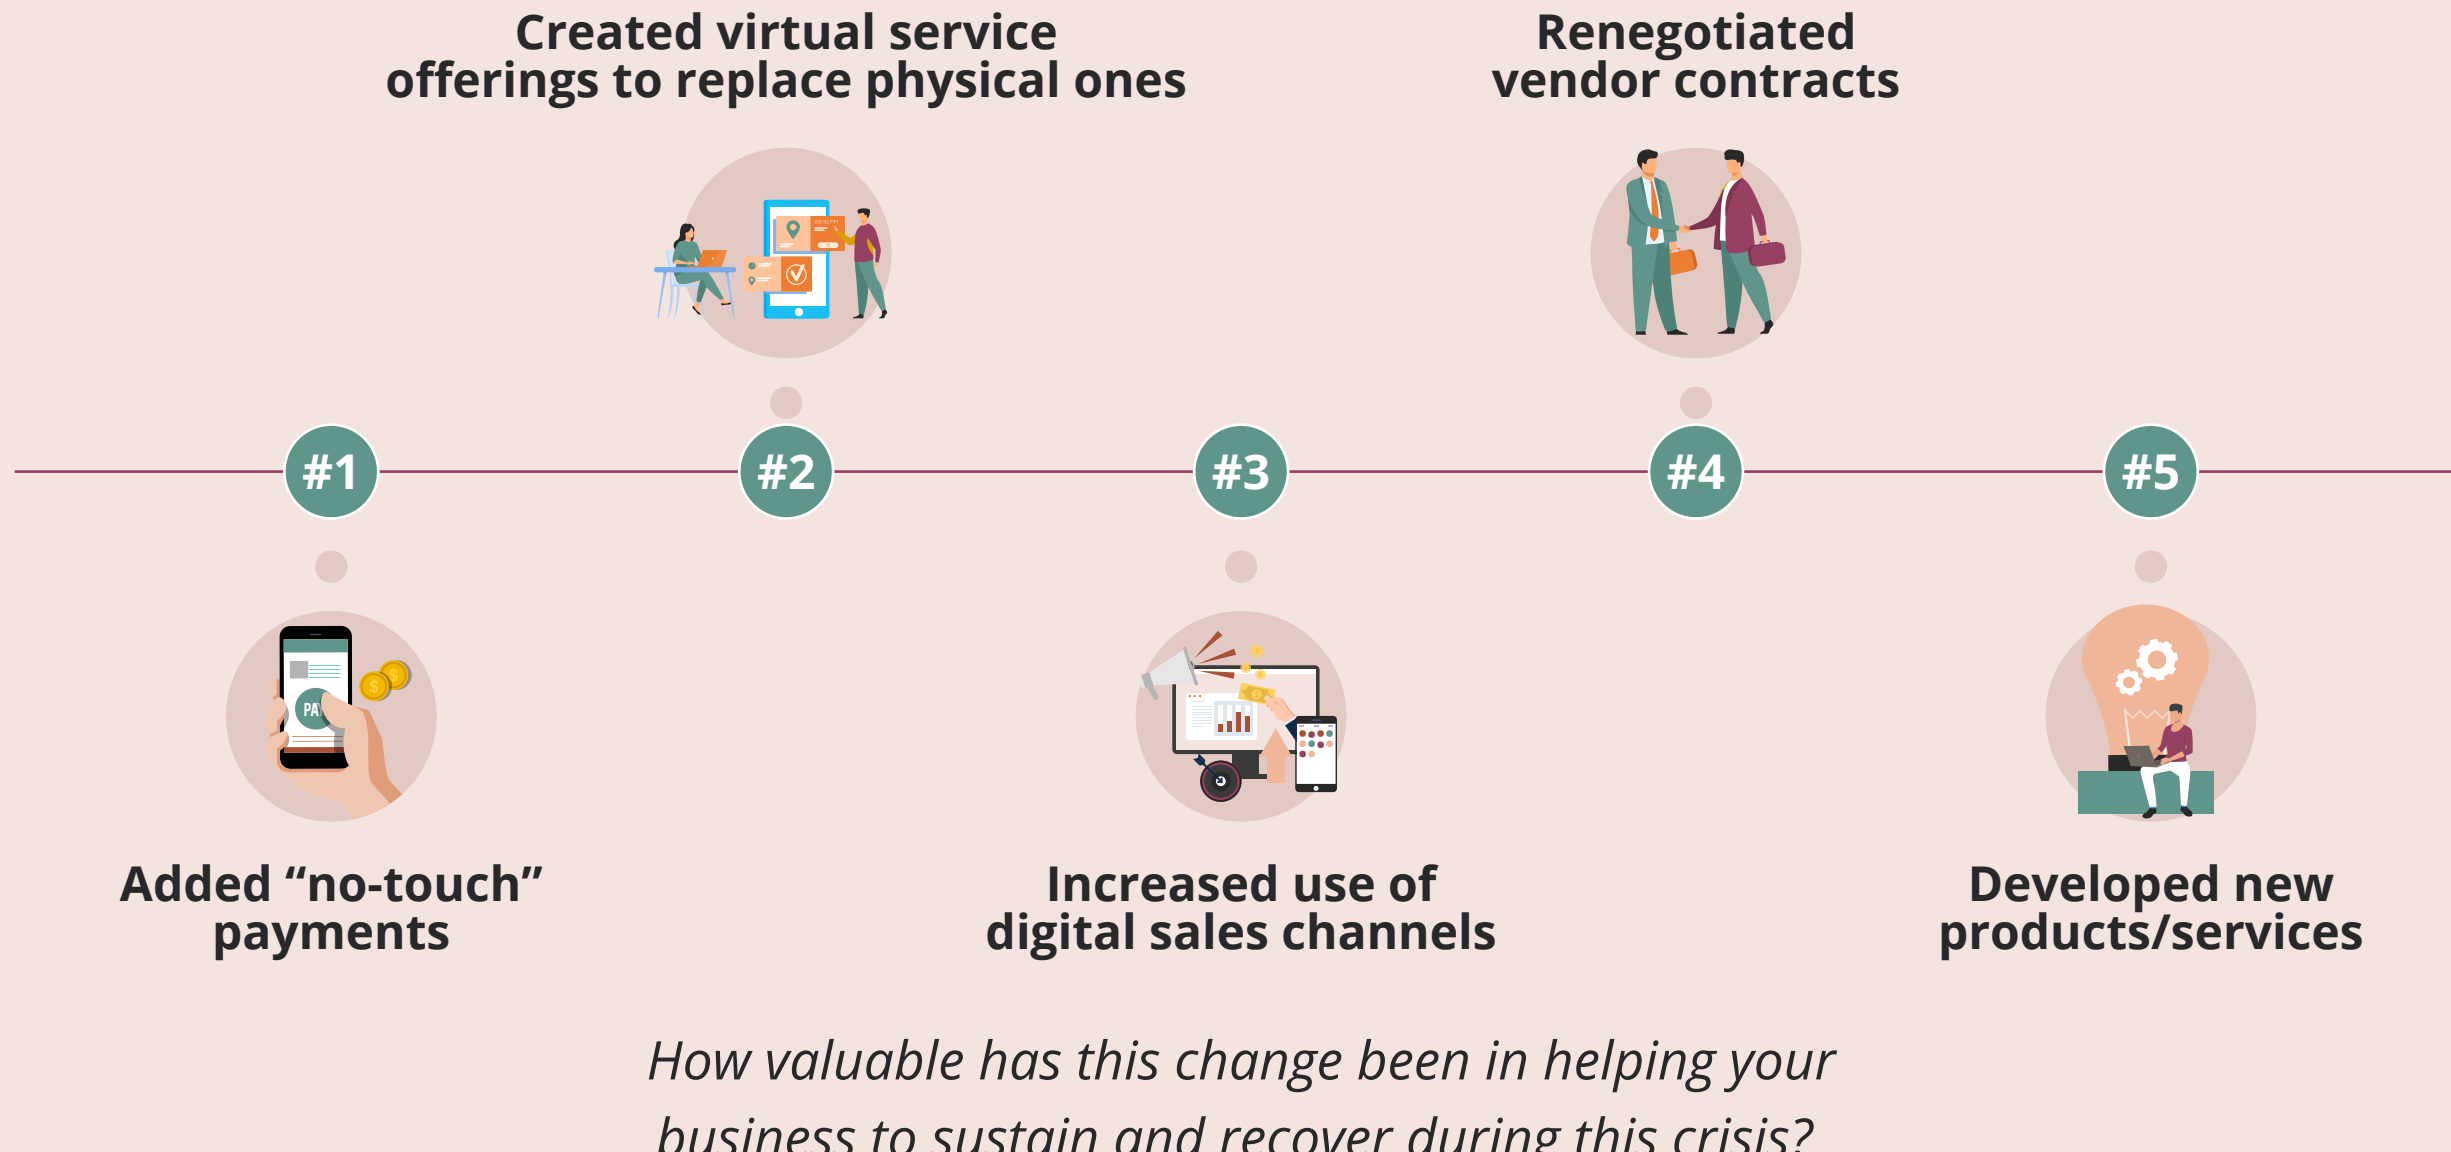 Created virtual service
offerings to replace physical ones
Renegotiated
vendor contracts
#1
#2
#3
#4
#5
PAY
Added “no-touch”
payments
Increased use of
digital sales channels
Developed new
products/services
How valuable has this change been in helping your
business to sustain and recover during this crisis?